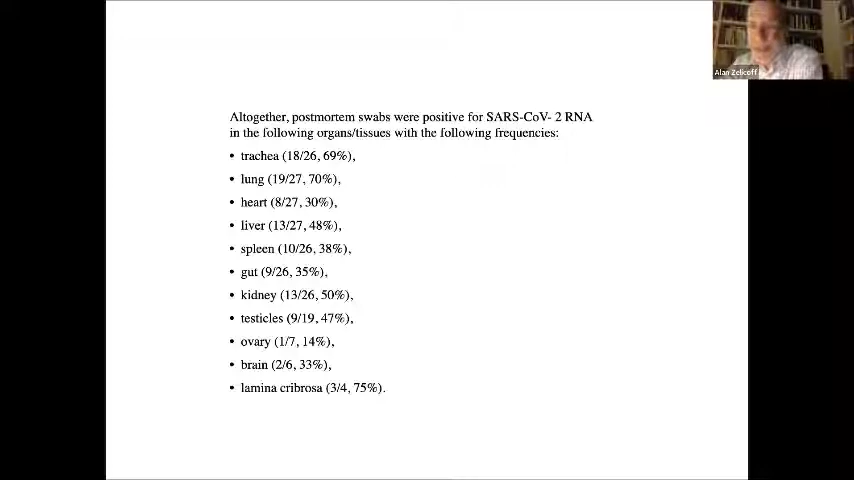 Alan Zelicoff
Altogether, postmortem swabs were positive for SARS-CoV- 2 RNA
in the following organs/tissues with the following frequencies:
• trachea (18/26, 69%),
• lung (19/27, 70%),
• heart (8/27, 30%),
• liver (13/27, 48%),
• spleen (10/26, 38%),
• gut (9/26, 35%),
• kidney (13/26, 50%),
• testicles (9/19, 47%),
• ovary (1/7, 14%),
• brain (2/6, 33%),
• lamina cribrosa (3/4, 75%).